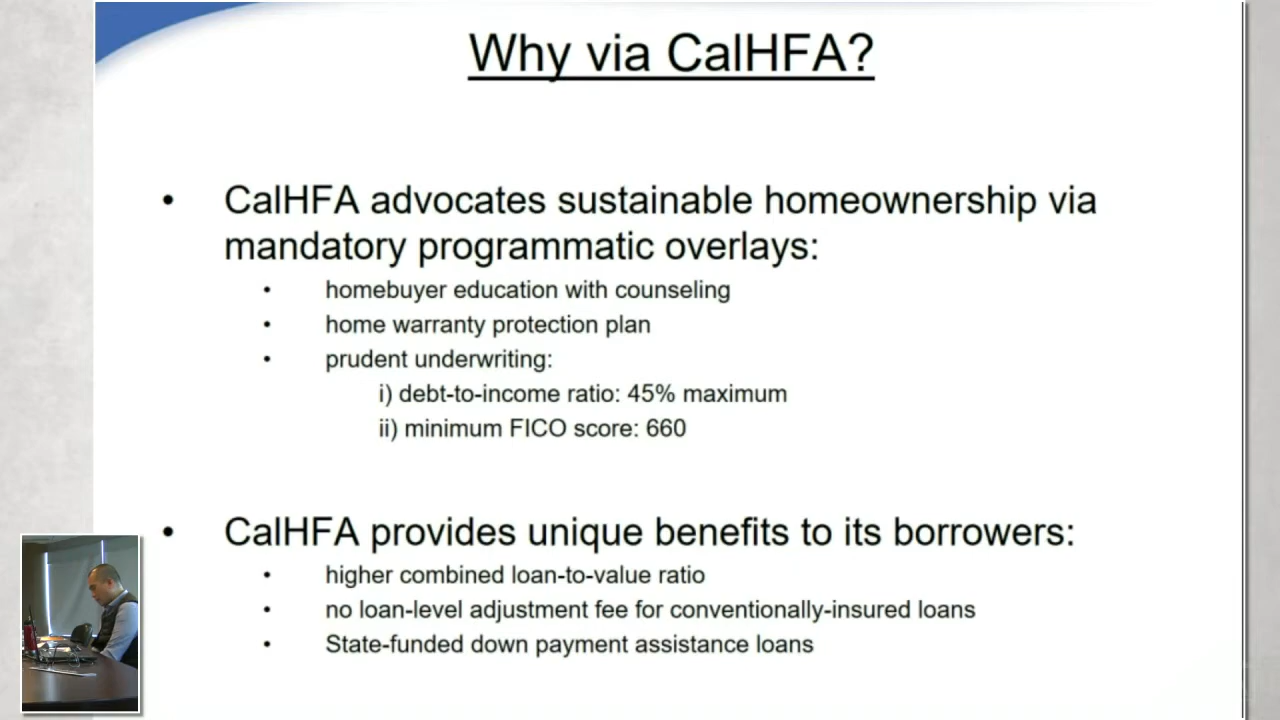 Why via CalHFA?
• CalHFA advocates sustainable homeownership via
mandatory programmatic overlays:
• homebuyer education with counseling
• home warranty protection plan
• prudent underwriting:
i) debt-to-income ratio: 45% maximum
ii) minimum FICO score: 660
• CalHFA provides unique benefits to its borrowers:
• higher combined loan-to-value ratio
• no loan-level adjustment fee for conventionally-insured loans
• State-funded down payment assistance loans